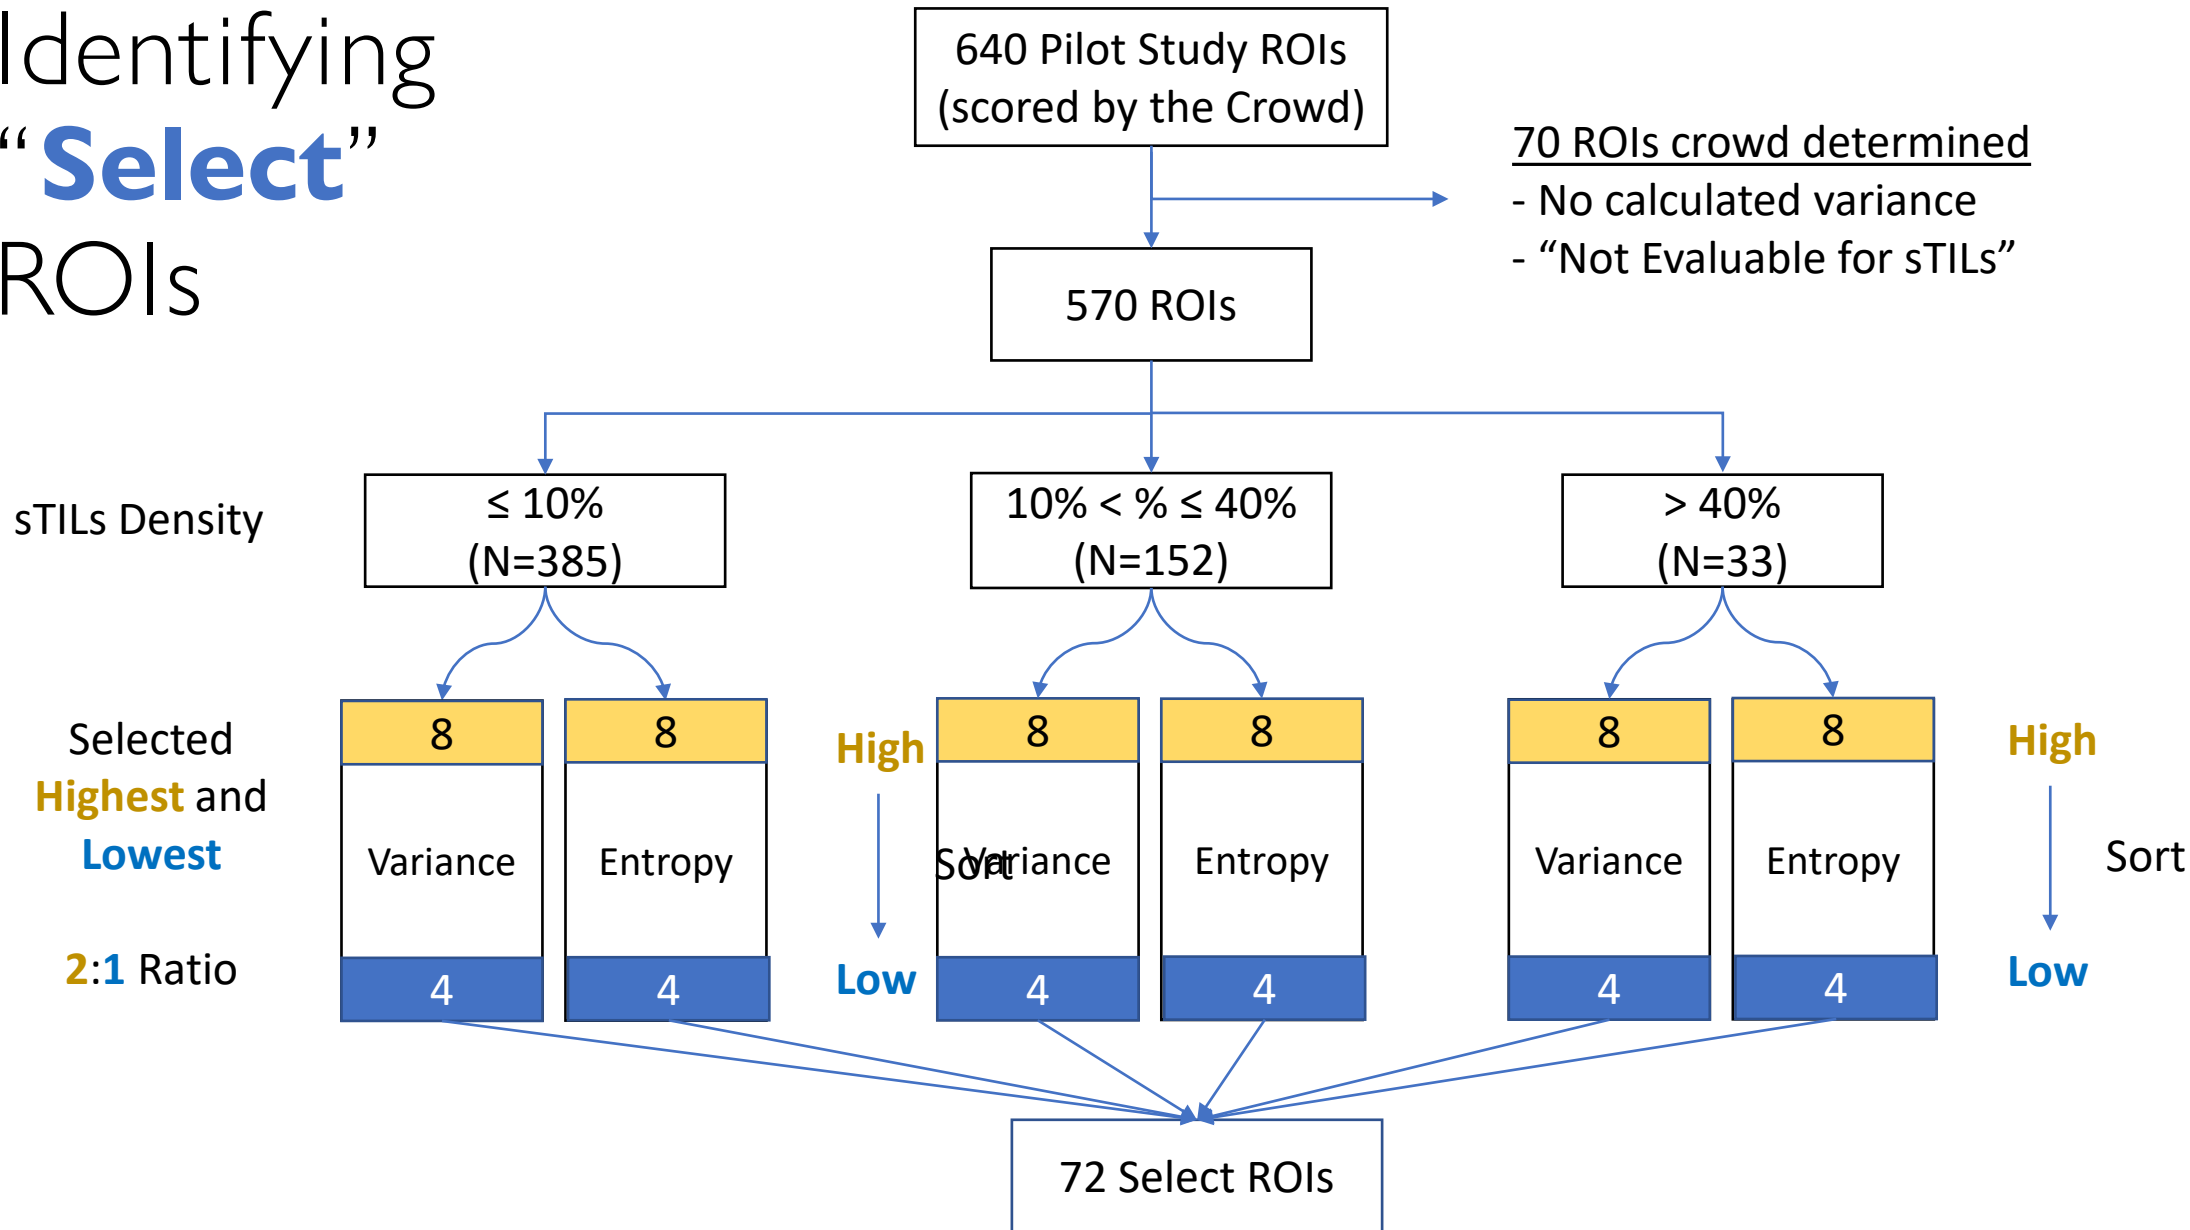 Identifying
“Select”
ROIs
640 Pilot Study ROIs
(scored by the Crowd)
70 ROIs crowd determined
- No calculated variance
- “Not Evaluable for sTILs”
570 ROIs
sTILs Density
≤ 10%
(N=385)
10% < % ≤ 40%
(N=152)
> 40%
(N=33)
Selected
Highest and
Lowest
2:1 Ratio
8
Variance
4
8
Entropy
4
High
Sort
Low
8
Variance
4
8
Entropy
4
8
Variance
4
8
Entropy
4
High
Sort
Low
72 Select ROIs